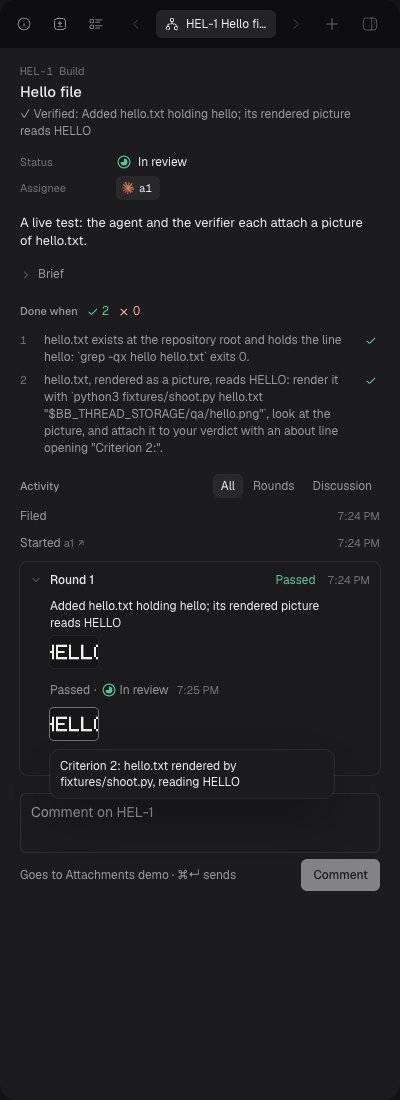 HEL-1 Hello fi…
HEL-1 Build
Hello file
✓ Verified: Added hello.txt holding hello; its rendered picture
reads HELLO
Status In review
Assignee a1
A live test: the agent and the verifier each attach a picture
of hello.txt.
Brief
Done when ✓ 2 ✕ 0
1 hello.txt exists at the repository root and holds the line
hello: `grep -qx hello hello.txt` exits 0.
2 hello.txt, rendered as a picture, reads HELLO: render it
with `python3 fixtures/shoot.py hello.txt
"$BB_THREAD_STORAGE/qa/hello.png"`, look at the
picture, and attach it to your verdict with an about line
opening "Criterion 2:".
Activity All Rounds Discussion
Filed 7:24 PM
Started a1 ↗ 7:24 PM
Round 1 Passed 7:24 PM
Added hello.txt holding hello; its rendered picture
reads HELLO
HELLO
Passed · In review 7:25 PM
HELLO
Criterion 2: hello.txt rendered by
fixtures/shoot.py, reading HELLO
Comment on HEL-1
Goes to Attachments demo · ⌘↵ sends Comment